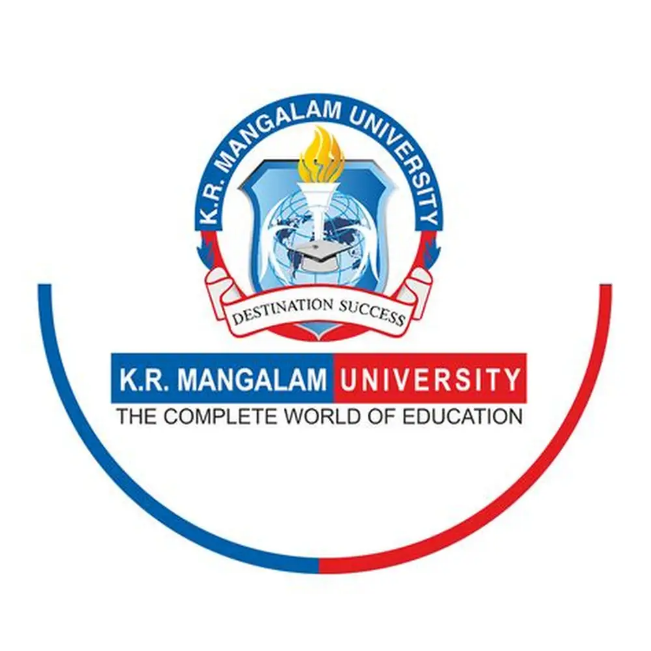 K.R. MANGALAM UNIVERSITY
DESTINATION SUCCESS
K.R. MANGALAM UNIVERSITY
THE COMPLETE WORLD OF EDUCATION